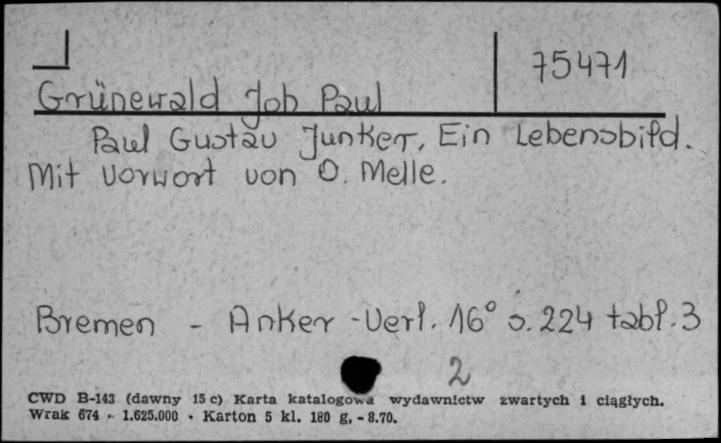 75471
Grünewald Joh Paul
Paul Gustav Junker, Ein Lebensbild.
Mit Vorwort von O. Melle.
Bremen - Anker-Verl. 16° s. 224 tabl. 3
2
CWD B-143 (dawny 15 c) Karta katalogowa wydawnictw zwartych i ciągłych.
Wrak 674 - 1.625.000 • Karton 5 kl. 180 g. - 8.70.